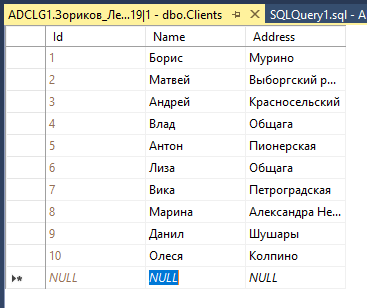 ADCLG1.Зориков_Ле...19|1 - dbo.Clients SQLQuery1.sql - A
Id Name Address
1 Борис Мурино
2 Матвей Выборгский р...
3 Андрей Красносельский
4 Влад Общага
5 Антон Пионерская
6 Лиза Общага
7 Вика Петроградская
8 Марина Александра Не...
9 Данил Шушары
10 Олеся Колпино
NULL NULL NULL